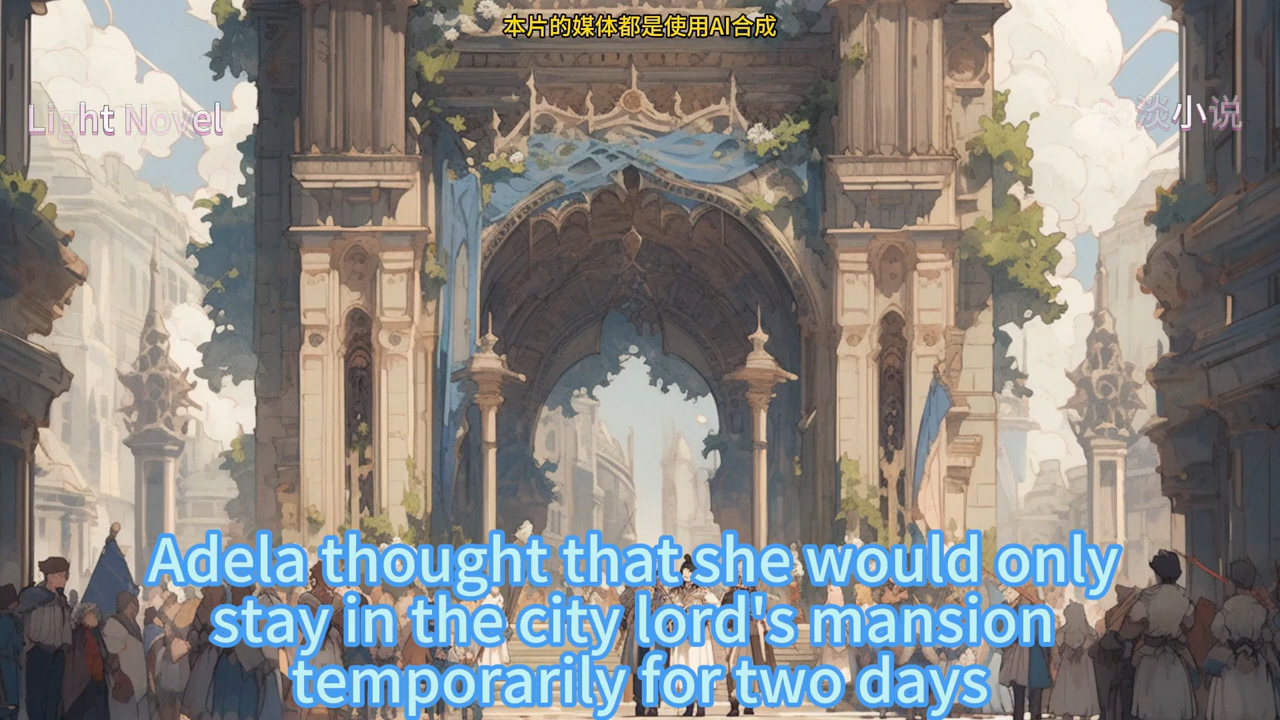 本片的媒体都是使用AI合成
Light Novel
淡小说
Adela thought that she would only
stay in the city lord's mansion
temporarily for two days